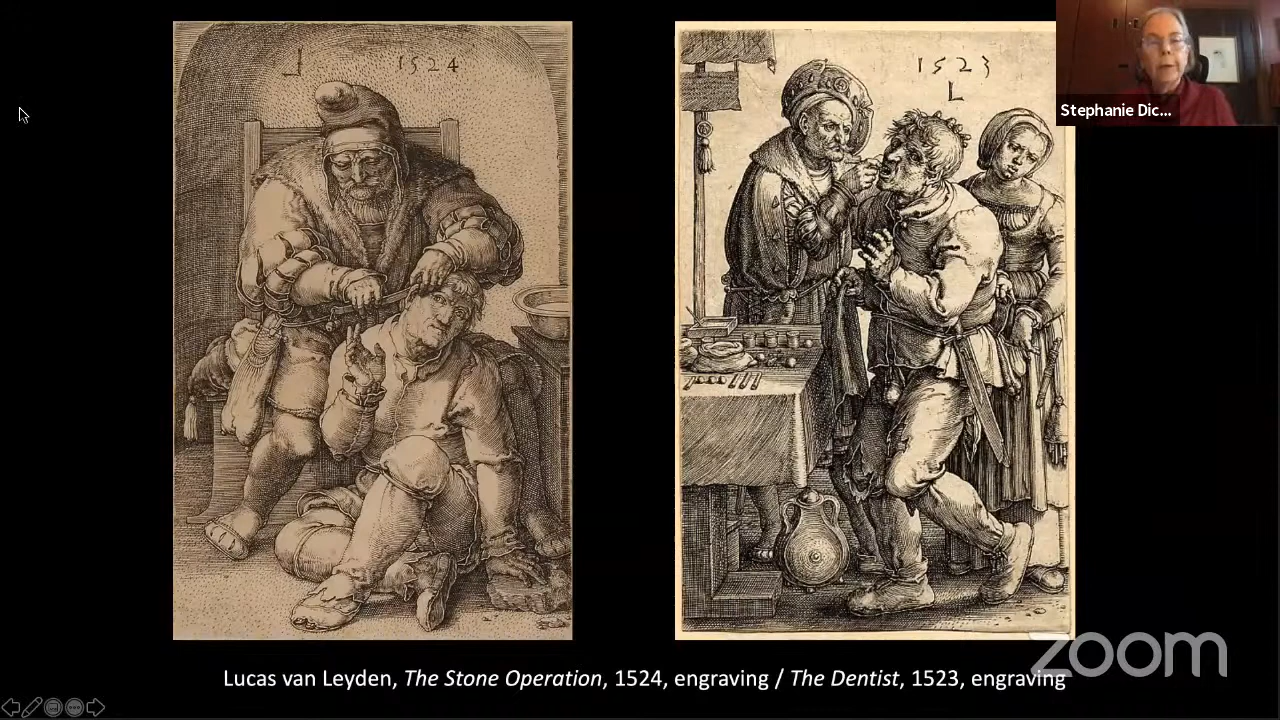 L 1524
1523
L
Stephanie Dic...
zoom
Lucas van Leyden, The Stone Operation, 1524, engraving / The Dentist, 1523, engraving